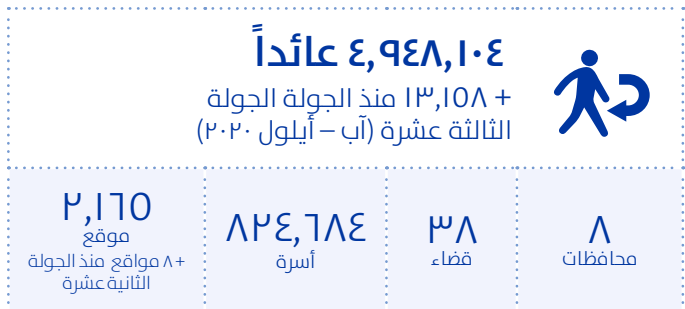 ٤,٩٤٨,١٠٤ عائداً
+ ١٣,١٥٨ منذ الجولة الجولة
الثالثة عشرة (آب – أيلول ٢٠٢٠)
٨
محافظات
٣٨
قضاء
٨٢٤,٦٨٤
أسرة
٢,١٦٥
موقع
+٨ مواقع منذ الجولة
الثانية عشرة